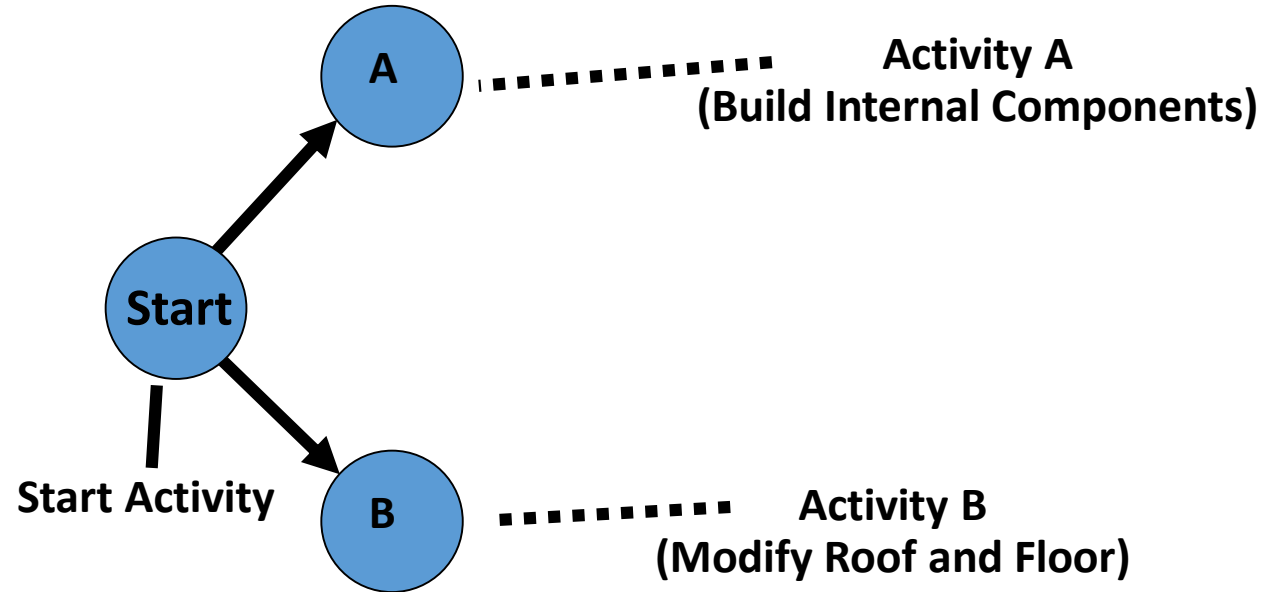 A
Activity A
(Build Internal Components)
Start
Start Activity
B
Activity B
(Modify Roof and Floor)